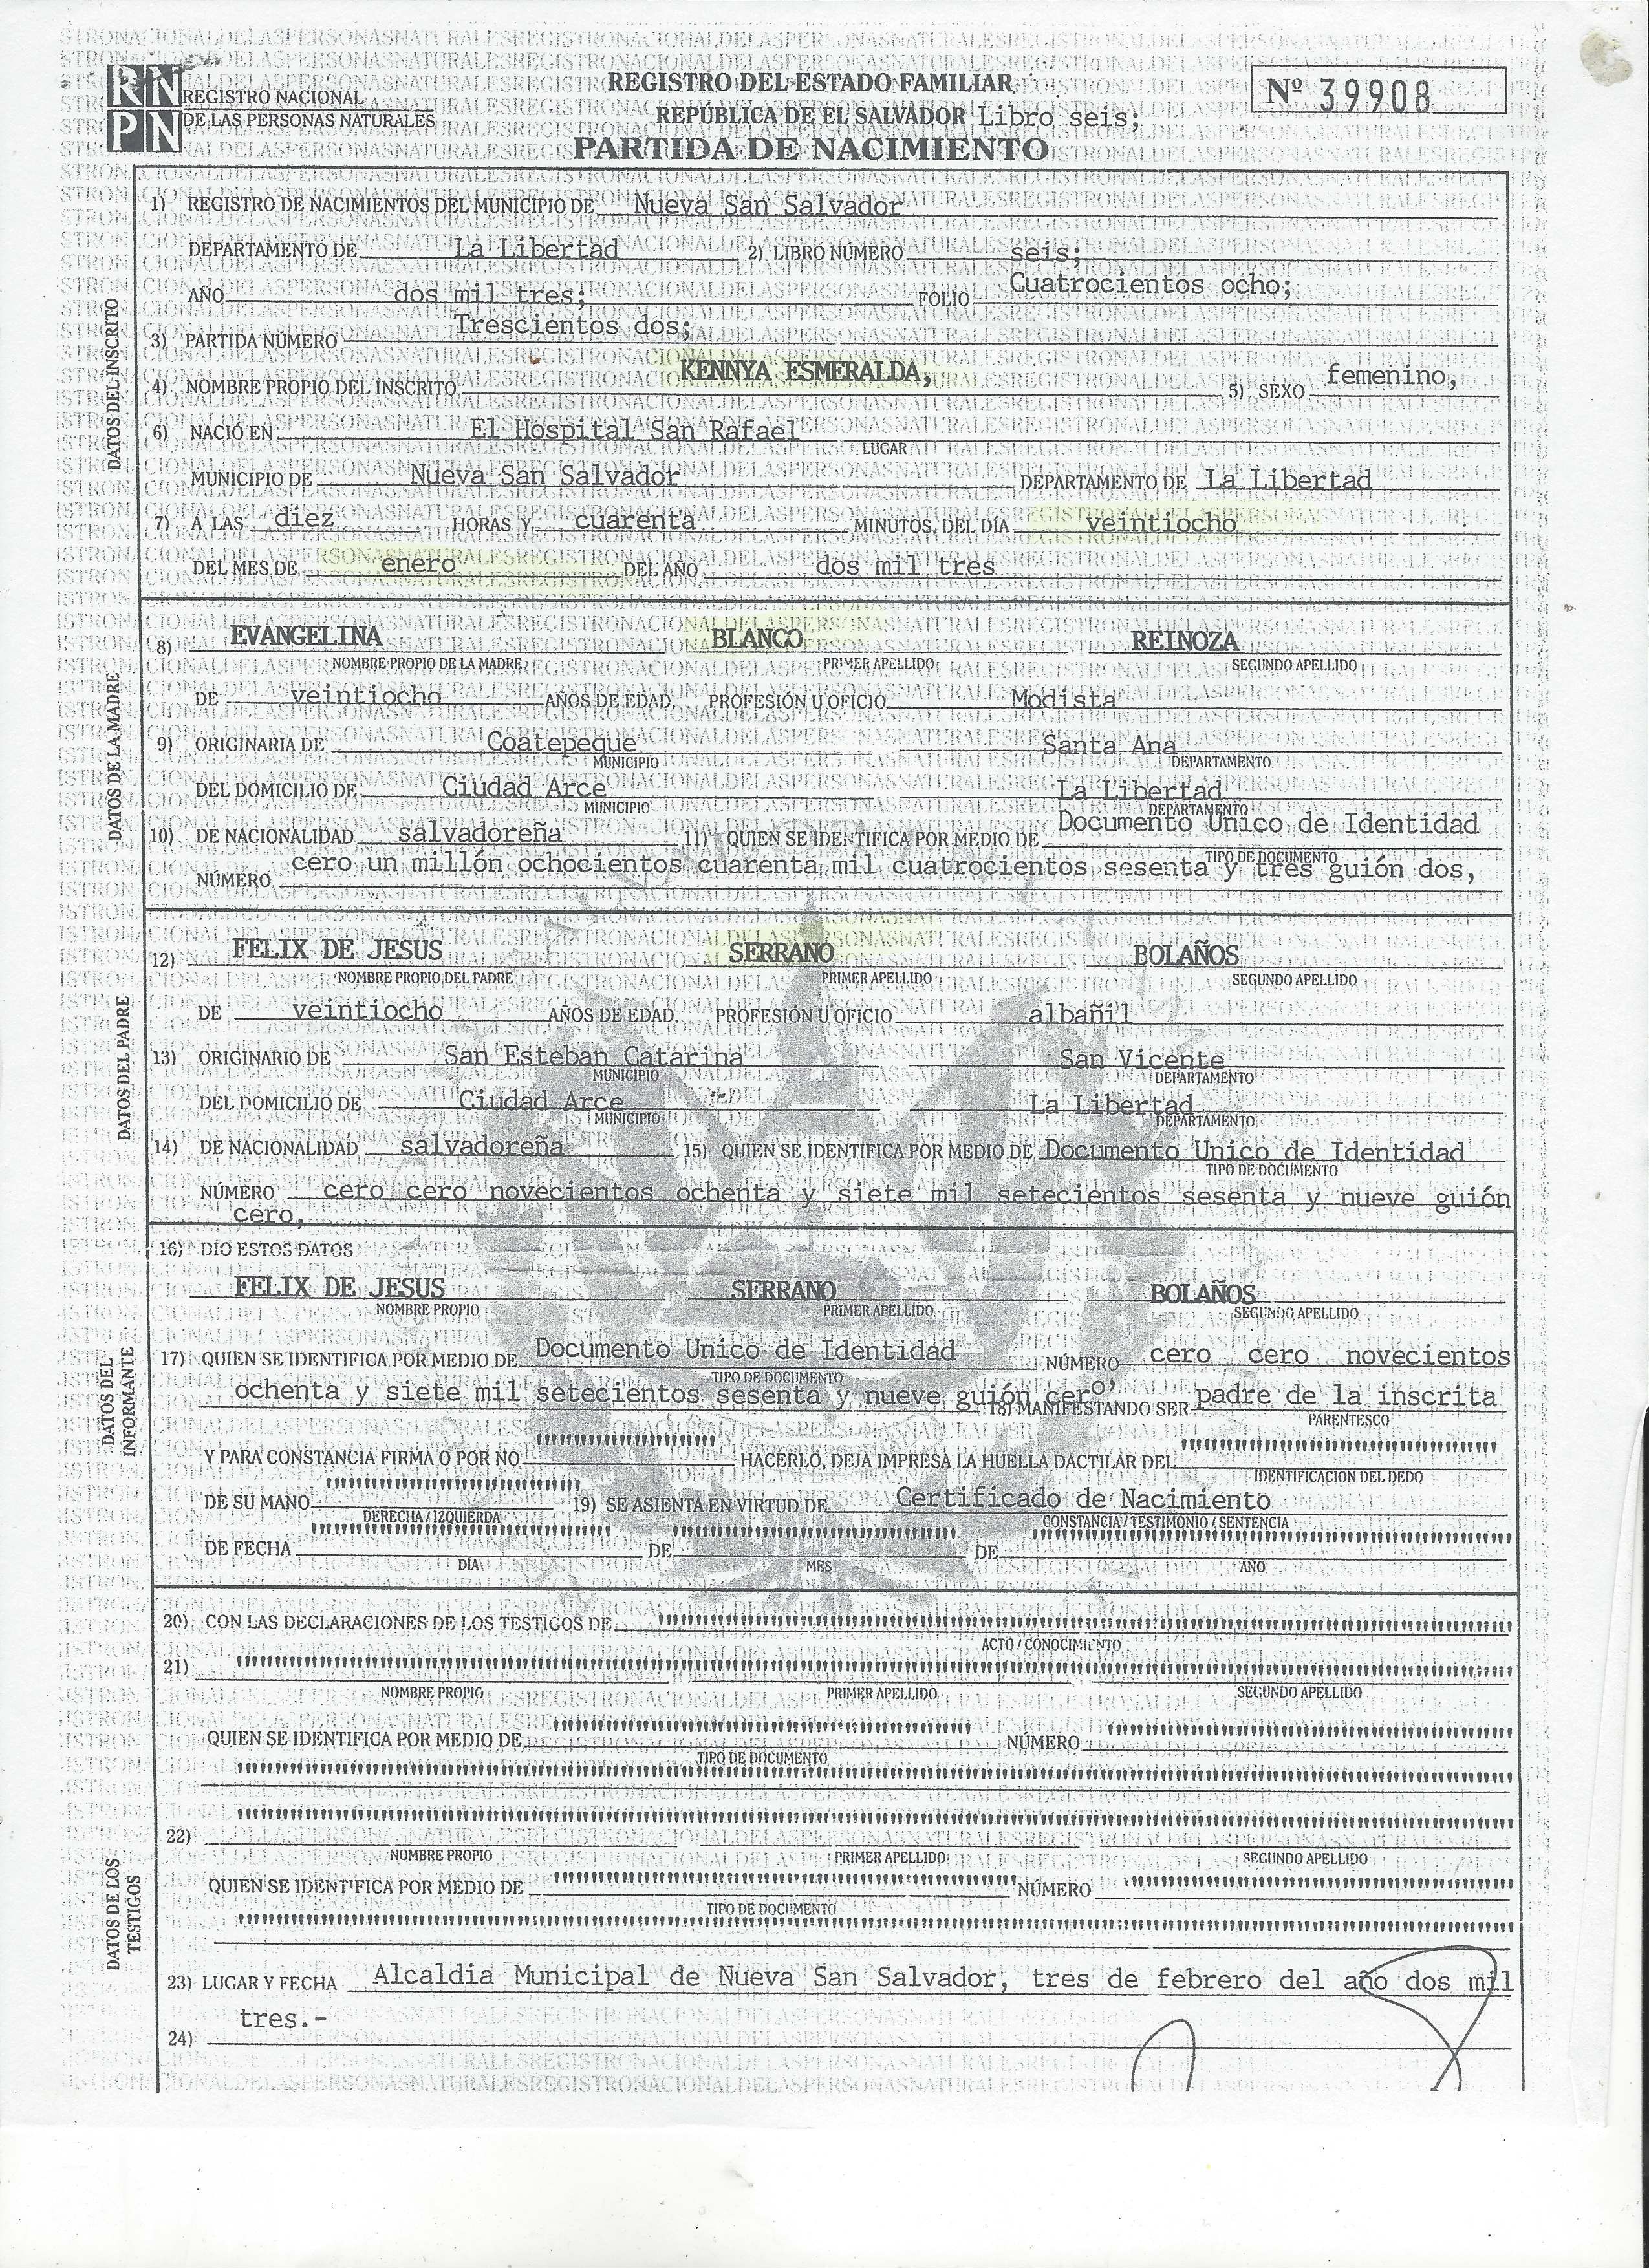 RN PN REGISTRO NACIONAL DE LAS PERSONAS NATURALES
REGISTRO DEL ESTADO FAMILIAR
REPÚBLICA DE EL SALVADOR Libro seis;
PARTIDA DE NACIMIENTO
Nº 39908
DATOS DEL INSCRITO
1) REGISTRO DE NACIMIENTOS DEL MUNICIPIO DE Nueva San Salvador
DEPARTAMENTO DE La Libertad 2) LIBRO NÚMERO seis;
AÑO dos mil tres; FOLIO Cuatrocientos ocho;
3) PARTIDA NÚMERO Trescientos dos;
4) NOMBRE PROPIO DEL INSCRITO KENNYA ESMERALDA, 5) SEXO femenino,
6) NACIÓ EN El Hospital San Rafael
LUGAR
MUNICIPIO DE Nueva San Salvador DEPARTAMENTO DE La Libertad
7) A LAS diez HORAS Y cuarenta MINUTOS, DEL DÍA veintiocho
DEL MES DE enero DEL AÑO dos mil tres
DATOS DE LA MADRE
8) EVANGELINA BLANCO REINOZA
NOMBRE PROPIO DE LA MADRE PRIMER APELLIDO SEGUNDO APELLIDO
DE veintiocho AÑOS DE EDAD, PROFESIÓN U OFICIO Modista
9) ORIGINARIA DE Coatepeque Santa Ana
MUNICIPIO DEPARTAMENTO
DEL DOMICILIO DE Ciudad Arce La Libertad
MUNICIPIO DEPARTAMENTO
10) DE NACIONALIDAD salvadoreña 11) QUIEN SE IDENTIFICA POR MEDIO DE Documento Unico de Identidad
TIPO DE DOCUMENTO
NÚMERO cero un millón ochocientos cuarenta mil cuatrocientos sesenta y tres guión dos,
DATOS DEL PADRE
12) FELIX DE JESUS SERRANO BOLAÑOS
NOMBRE PROPIO DEL PADRE PRIMER APELLIDO SEGUNDO APELLIDO
DE veintiocho AÑOS DE EDAD, PROFESIÓN U OFICIO albañil
13) ORIGINARIO DE San Esteban Catarina San Vicente
MUNICIPIO DEPARTAMENTO
DEL DOMICILIO DE Ciudad Arce La Libertad
MUNICIPIO DEPARTAMENTO
14) DE NACIONALIDAD salvadoreña 15) QUIEN SE IDENTIFICA POR MEDIO DE Documento Unico de Identidad
TIPO DE DOCUMENTO
NÚMERO cero cero novecientos ochenta y siete mil setecientos sesenta y nueve guión
cero,
DATOS DEL INFORMANTE
16) DIO ESTOS DATOS
FELIX DE JESUS SERRANO BOLAÑOS
NOMBRE PROPIO PRIMER APELLIDO SEGUNDO APELLIDO
17) QUIEN SE IDENTIFICA POR MEDIO DE Documento Unico de Identidad NÚMERO cero cero novecientos
TIPO DE DOCUMENTO
ochenta y siete mil setecientos sesenta y nueve guión cero, 18) MANIFESTANDO SER padre de la inscrita
PARENTESCO
Y PARA CONSTANCIA FIRMA O POR NO HACERLO, DEJA IMPRESA LA HUELLA DACTILAR DEL
IDENTIFICACION DEL DEDO
DE SU MANO 19) SE ASIENTA EN VIRTUD DE Certificado de Nacimiento
DERECHA / IZQUIERDA CONSTANCIA / TESTIMONIO / SENTENCIA
DE FECHA DE DE
DIA MES AÑO
DATOS DE LOS TESTIGOS
20) CON LAS DECLARACIONES DE LOS TESTIGOS DE
ACTO / CONOCIMIENTO
21)
NOMBRE PROPIO PRIMER APELLIDO SEGUNDO APELLIDO
QUIEN SE IDENTIFICA POR MEDIO DE NÚMERO
TIPO DE DOCUMENTO
22)
NOMBRE PROPIO PRIMER APELLIDO SEGUNDO APELLIDO
QUIEN SE IDENTIFICA POR MEDIO DE NÚMERO
TIPO DE DOCUMENTO
23) LUGAR Y FECHA Alcaldia Municipal de Nueva San Salvador, tres de febrero del año dos mil
tres.-
24)